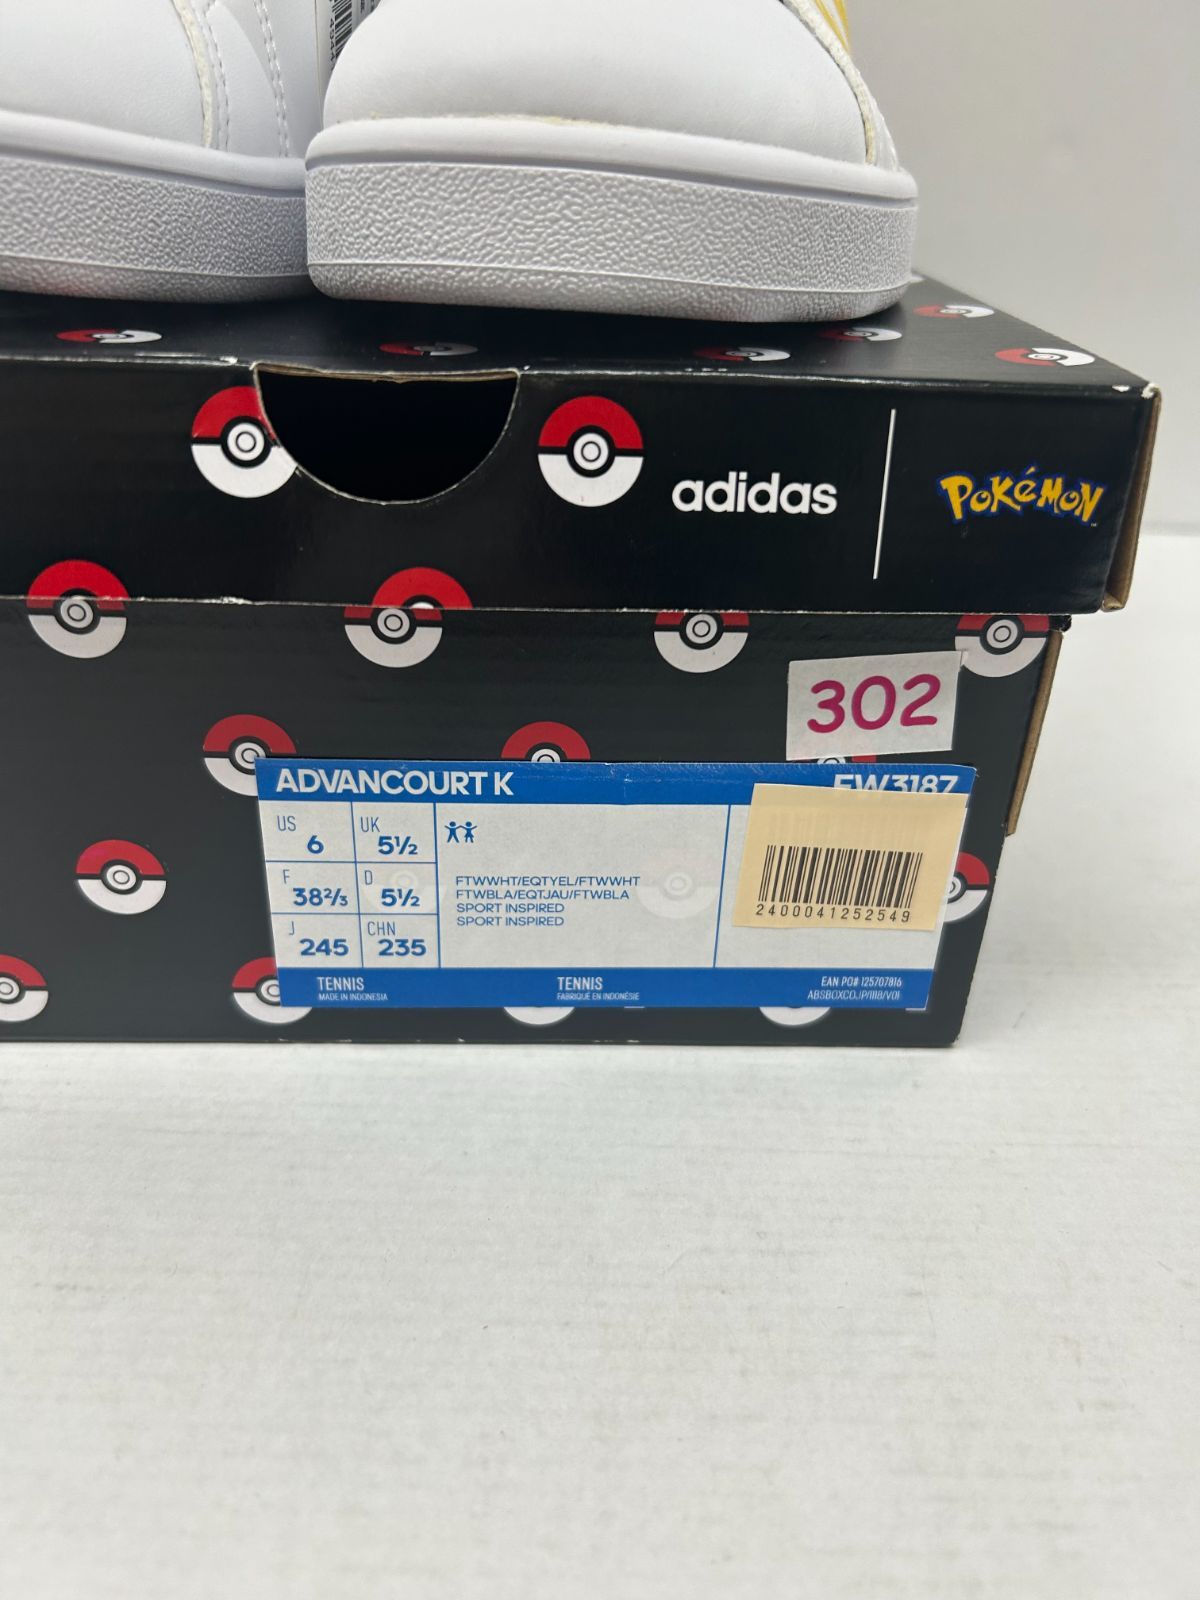 adidas
POKéMON
302
ADVANCOURT K
US 6
UK 5½
F 38⅔
D 5½
J 245
CHN 235
FTWWHT/EQTYEL/FTWWHT
FTWBLA/EQTJAU/FTWBLA
SPORT INSPIRED
SPORT INSPIRED
2400041252549
TENNIS
MADE IN INDONESIA
TENNIS
FABRIQUE EN INDONÉSIE
EAN PO# 125707816
ABSBOXCOJP/1118/V01